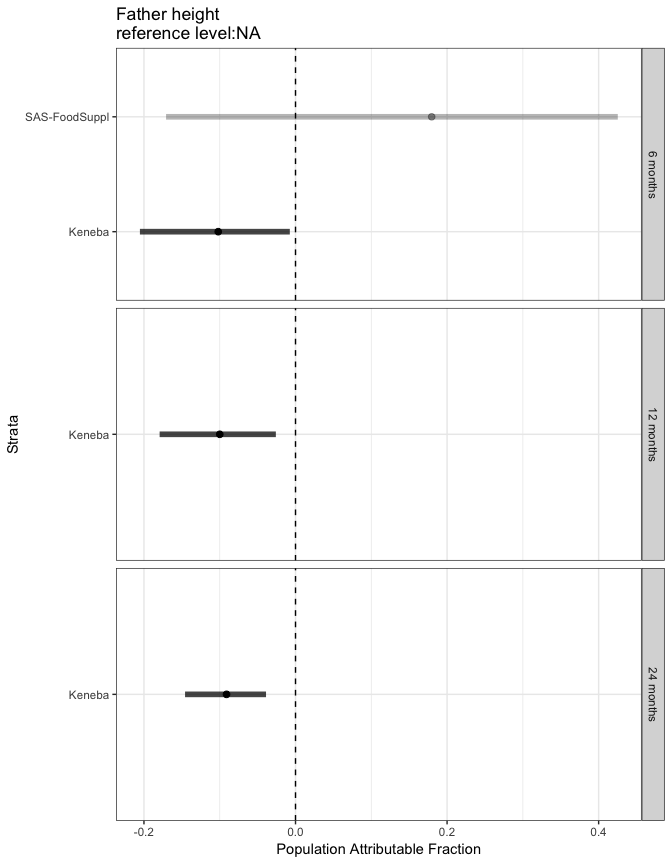 Father height
reference level:NA
SAS-FoodSuppl
Keneba
6 months
Keneba
12 months
Keneba
24 months
Strata
-0.2
0.0
0.2
0.4
Population Attributable Fraction